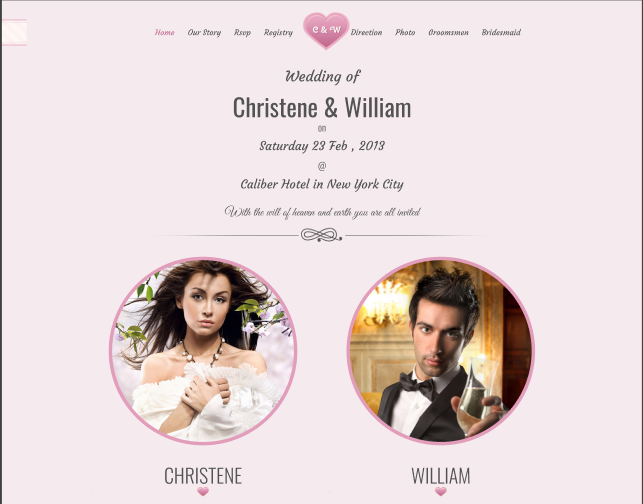 Home Our Story Rsvp Registry C & W Direction Photo Groomsmen Bridesmaid
Wedding of
Christene & William
on
Saturday 23 Feb , 2013
@
Caliber Hotel in New York City
With the will of heaven and earth you are all invited
CHRISTENE WILLIAM